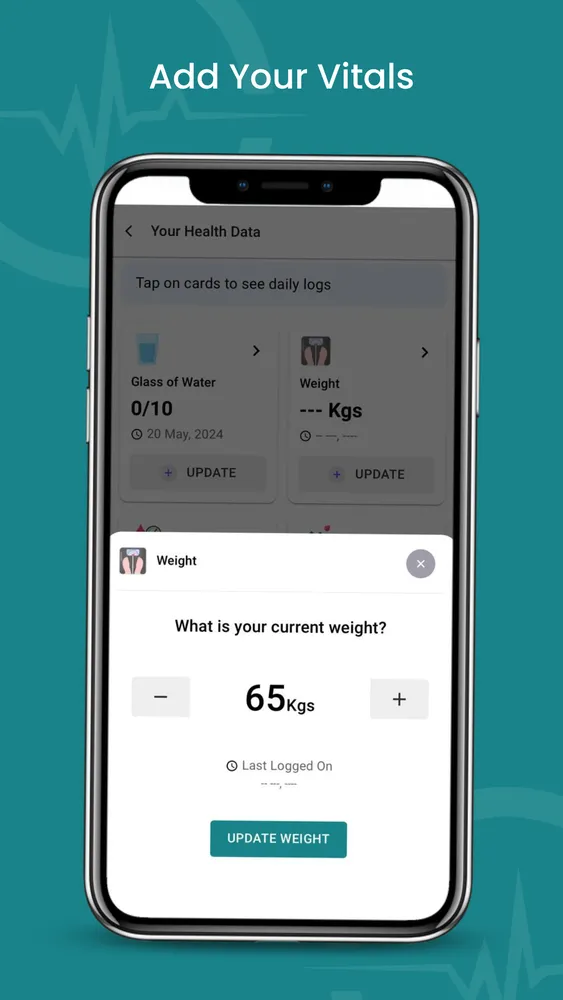 Add Your Vitals
Your Health Data
Tap on cards to see daily logs
Glass of Water
0/10
20 May, 2024
+ UPDATE
Weight
--- Kgs
-- ---, ----
+ UPDATE
Weight
What is your current weight?
− 65Kgs +
Last Logged On
-- ---, ----
UPDATE WEIGHT